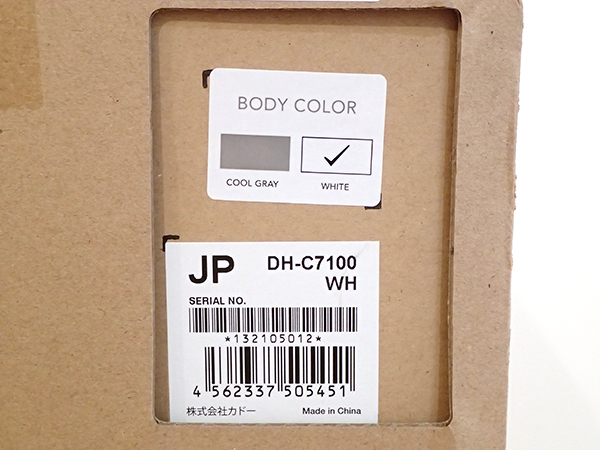 BODY COLOR
COOL GRAY
WHITE
JP
DH-C7100
WH
SERIAL NO.
*132105012*
4 562337 505451
株式会社カドー
Made in China